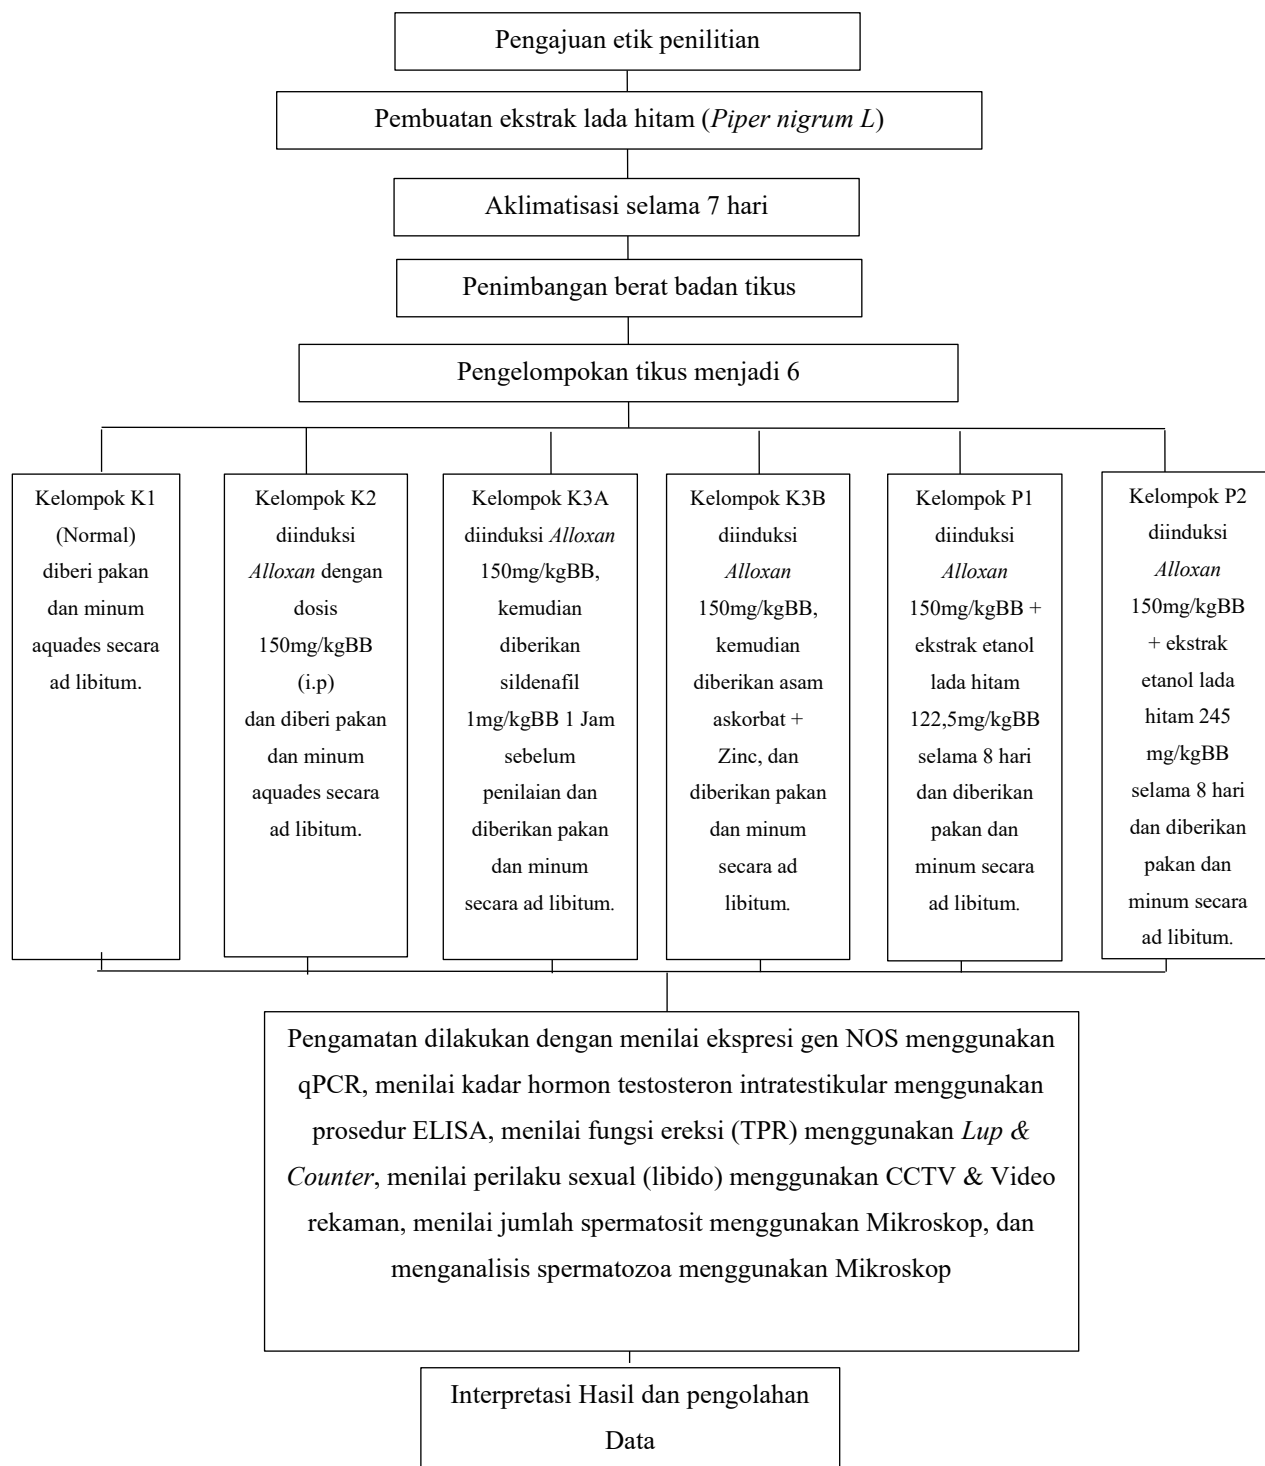 Pengajuan etik penilitian
Pembuatan ekstrak lada hitam (Piper nigrum L)
Aklimatisasi selama 7 hari
Penimbangan berat badan tikus
Pengelompokan tikus menjadi 6
Kelompok K1
(Normal)
diberi pakan
dan minum
aquades secara
ad libitum.
Kelompok K2
diinduksi
Alloxan dengan
dosis
150mg/kgBB
(i.p)
dan diberi pakan
dan minum
aquades secara
ad libitum.
Kelompok K3A
diinduksi Alloxan
150mg/kgBB,
kemudian
diberikan
sildenafil
1mg/kgBB 1 Jam
sebelum
penilaian dan
diberikan pakan
dan minum
secara ad libitum.
Kelompok K3B
diinduksi
Alloxan
150mg/kgBB,
kemudian
diberikan asam
askorbat +
Zinc, dan
diberikan pakan
dan minum
secara ad
libitum.
Kelompok P1
diinduksi
Alloxan
150mg/kgBB +
ekstrak etanol
lada hitam
122,5mg/kgBB
selama 8 hari
dan diberikan
pakan dan
minum secara
ad libitum.
Kelompok P2
diinduksi
Alloxan
150mg/kgBB
+ ekstrak
etanol lada
hitam 245
mg/kgBB
selama 8 hari
dan diberikan
pakan dan
minum secara
ad libitum.
Pengamatan dilakukan dengan menilai ekspresi gen NOS menggunakan
qPCR, menilai kadar hormon testosteron intratestikular menggunakan
prosedur ELISA, menilai fungsi ereksi (TPR) menggunakan Lup &
Counter, menilai perilaku sexual (libido) menggunakan CCTV & Video
rekaman, menilai jumlah spermatosit menggunakan Mikroskop, dan
menganalisis spermatozoa menggunakan Mikroskop
Interpretasi Hasil dan pengolahan
Data